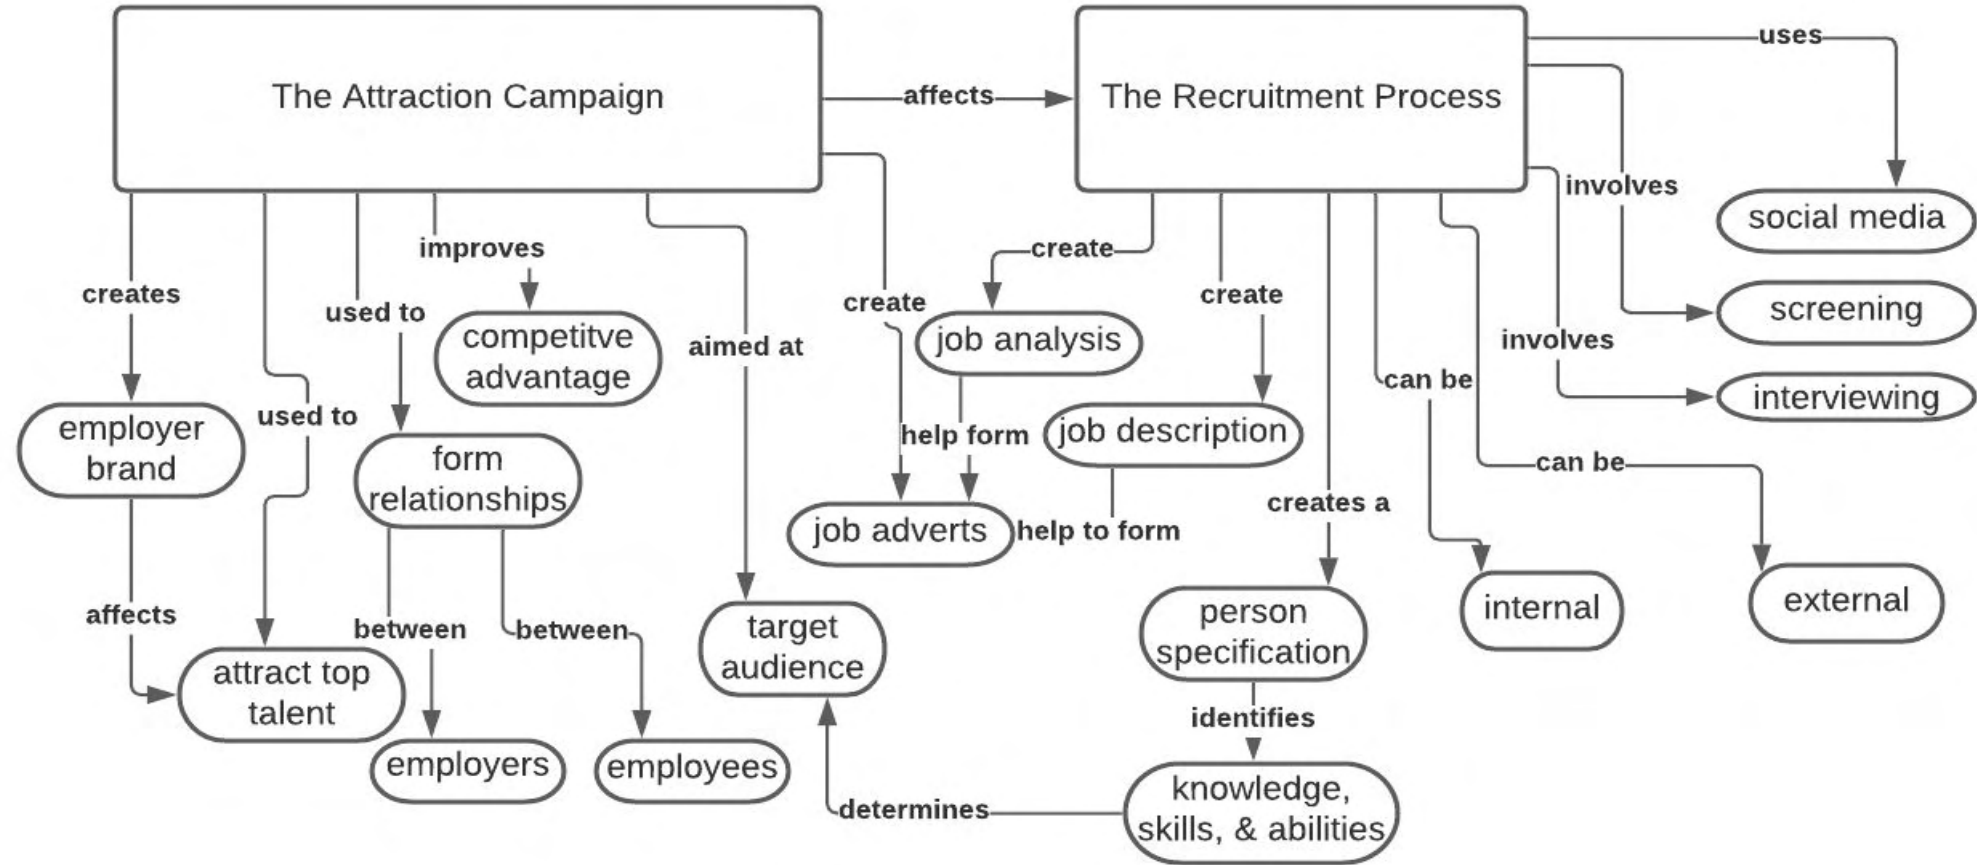 The Attraction Campaign
affects
The Recruitment Process
uses
involves
social media
improves
create
creates
create
create
screening
used to
competitve
advantage
aimed at
job analysis
involves
can be
interviewing
employer
brand
used to
help form
job description
form
relationships
can be
creates a
job adverts
help to form
affects
between
between
target
audience
person
specification
internal
external
attract top
talent
identifies
employers
employees
knowledge,
skills, & abilities
determines